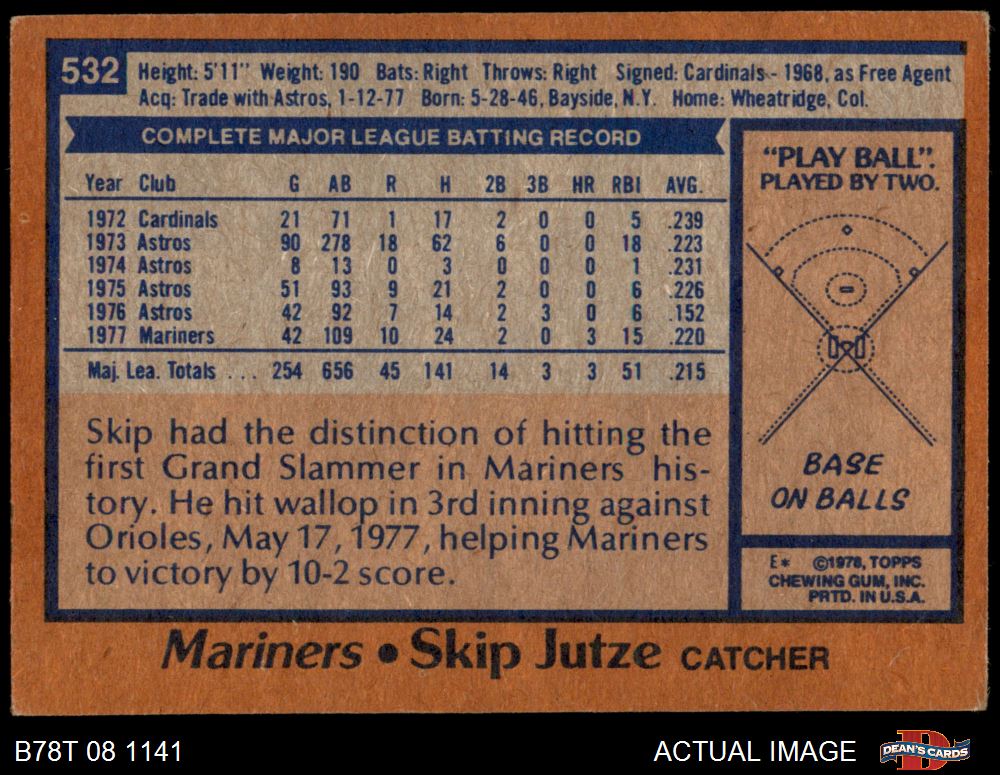 532
Height: 5'11" Weight: 190 Bats: Right Throws: Right Signed: Cardinals - 1968, as Free Agent
Acq: Trade with Astros, 1-12-77 Born: 5-28-46, Bayside, N.Y. Home: Wheatridge, Col.
COMPLETE MAJOR LEAGUE BATTING RECORD
Year Club G AB R H 2B 3B HR RBI AVG.
1972 Cardinals 21 71 1 17 2 0 0 5 .239
1973 Astros 90 278 18 62 6 0 0 18 .223
1974 Astros 8 13 0 3 0 0 0 1 .231
1975 Astros 51 93 9 21 2 0 0 6 .226
1976 Astros 42 92 7 14 2 3 0 6 .152
1977 Mariners 42 109 10 24 2 0 3 15 .220
Maj. Lea. Totals . . . 254 656 45 141 14 3 3 51 .215
Skip had the distinction of hitting the
first Grand Slammer in Mariners' his-
tory. He hit wallop in 3rd inning against
Orioles, May 17, 1977, helping Mariners
to victory by 10-2 score.
"PLAY BALL".
PLAYED BY TWO.
BASE
ON BALLS
E* ©1978, TOPPS
CHEWING GUM, INC.
PRTD. IN U.S.A.
Mariners • Skip Jutze CATCHER
B78T 08 1141
ACTUAL IMAGE
D
DEAN'S CARDS